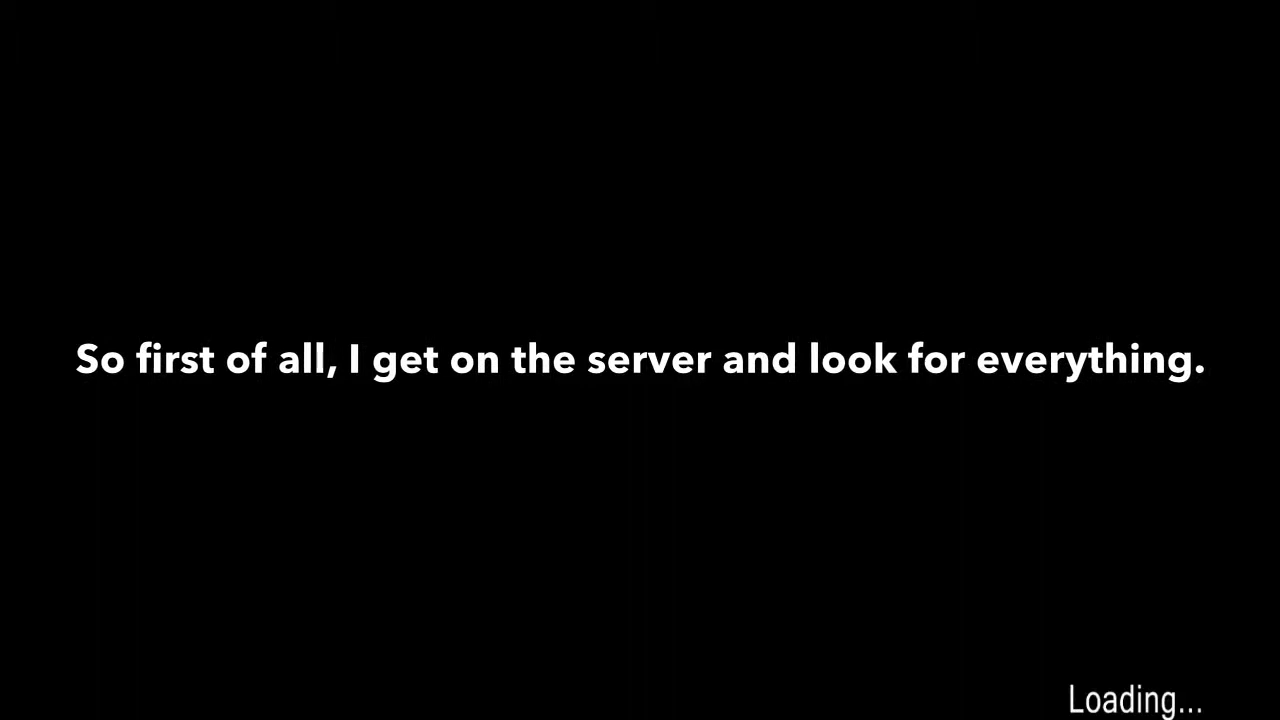 So first of all, I get on the server and look for everything.
Loading...